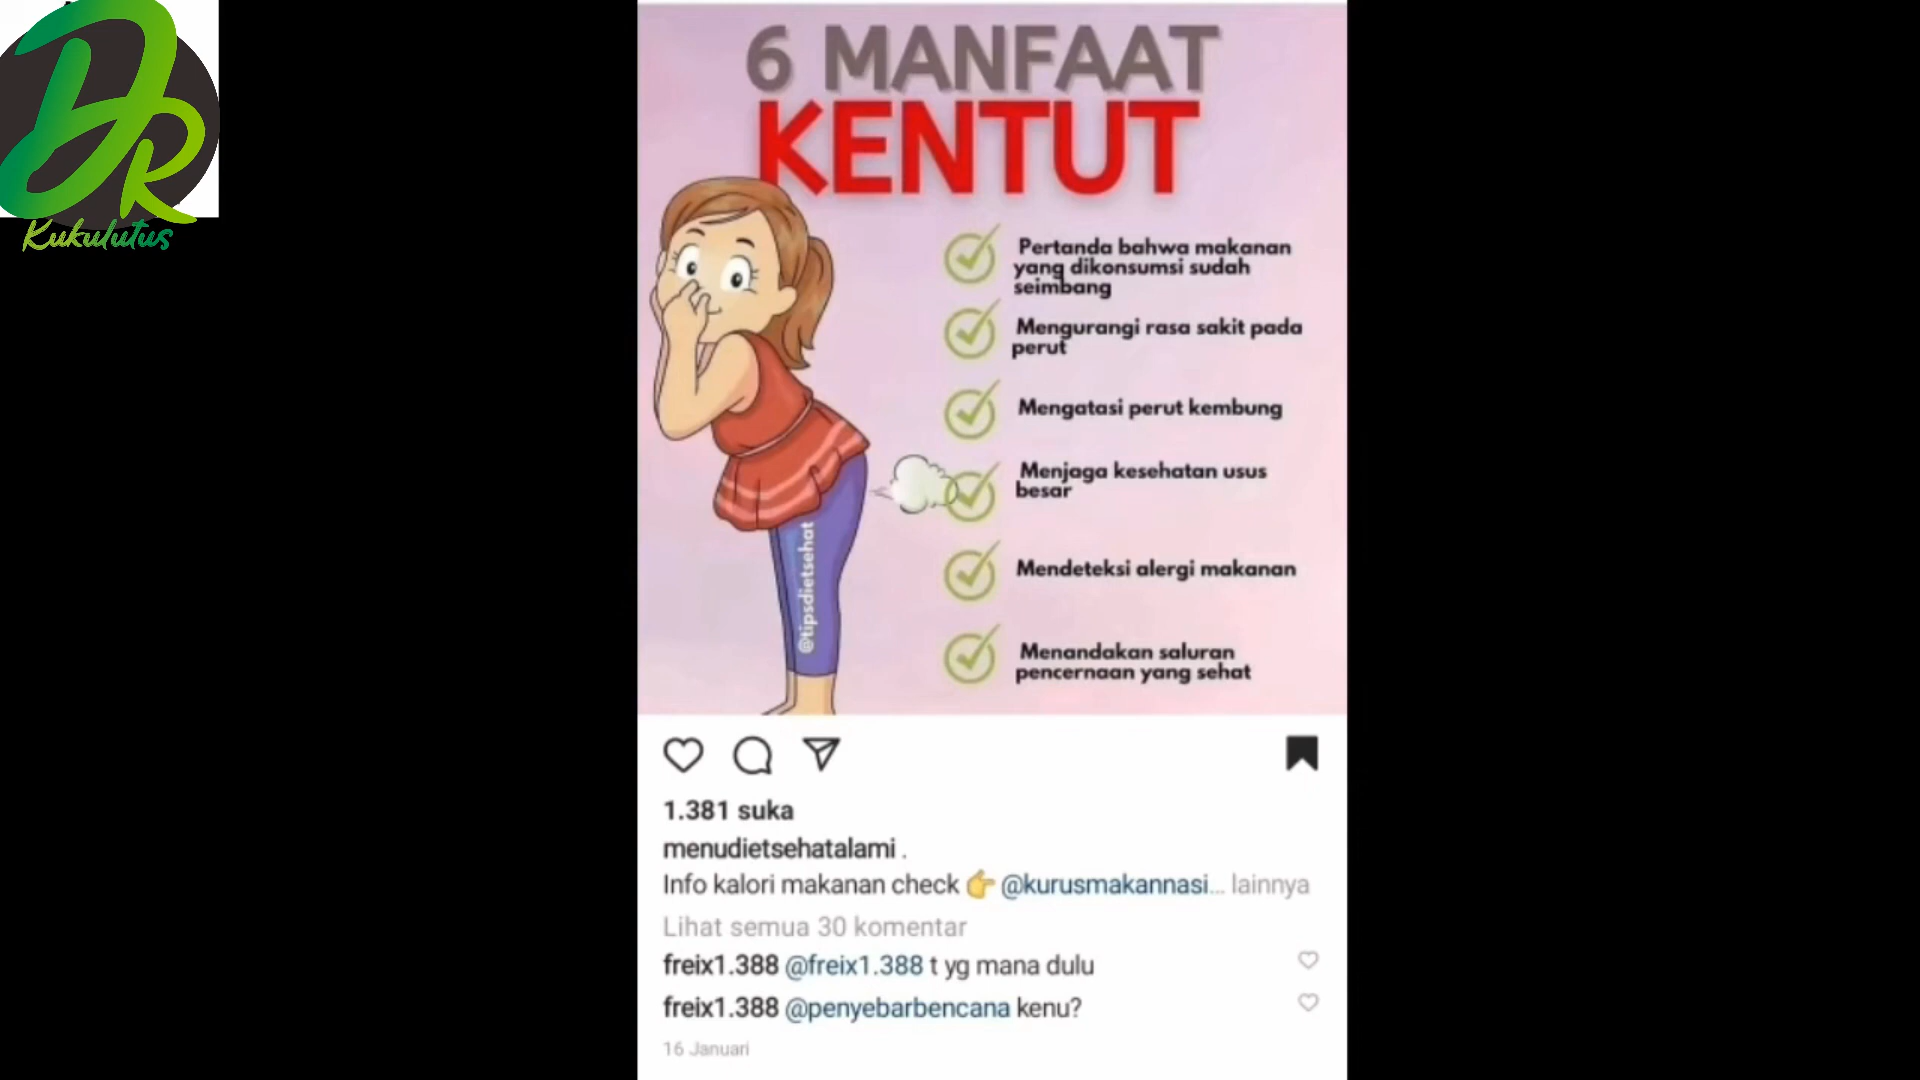 DR
Kukulutus
6 MANFAAT
KENTUT
Pertanda bahwa makanan
yang dikonsumsi sudah
seimbang
Mengurangi rasa sakit pada
perut
Mengatasi perut kembung
Menjaga kesehatan usus
besar
Mendeteksi alergi makanan
Menandakan saluran
pencernaan yang sehat
@tipsdietsehat
1.381 suka
menudietsehatalami .
Info kalori makanan check 👉 @kurusmakannasi... lainnya
Lihat semua 30 komentar
freix1.388 @freix1.388 t yg mana dulu
freix1.388 @penyebarbencana kenu?
16 Januari